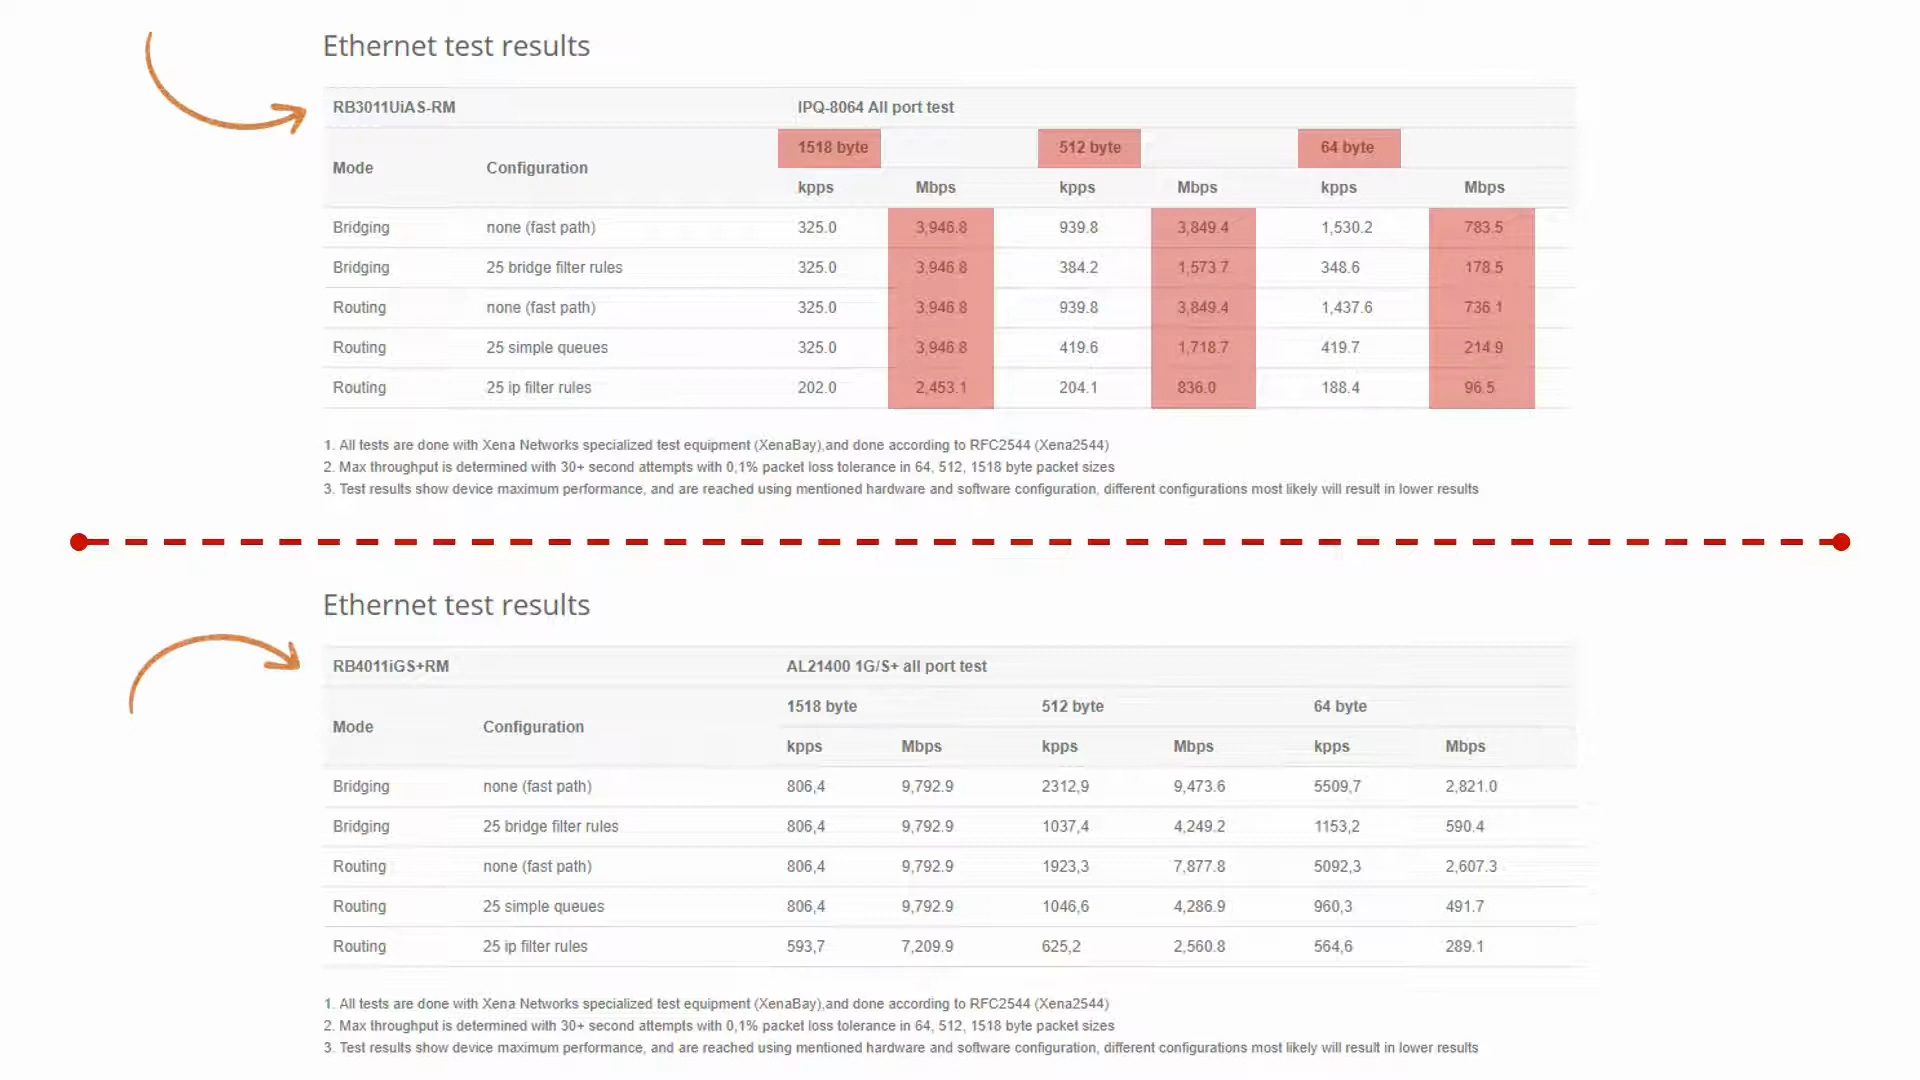 Ethernet test results
RB3011UiAS-RM IPQ-8064 All port test
Mode Configuration 1518 byte 512 byte 64 byte
kpps Mbps kpps Mbps kpps Mbps
Bridging none (fast path) 325.0 3,946.8 939.8 3,849.4 1,530.2 783.5
Bridging 25 bridge filter rules 325.0 3,946.8 384.2 1,573.7 348.6 178.5
Routing none (fast path) 325.0 3,946.8 939.8 3,849.4 1,437.6 736.1
Routing 25 simple queues 325.0 3,946.8 419.6 1,718.7 419.7 214.9
Routing 25 ip filter rules 202.0 2,453.1 204.1 836.0 188.4 96.5
1. All tests are done with Xena Networks specialized test equipment (XenaBay),and done according to RFC2544 (Xena2544)
2. Max throughput is determined with 30+ second attempts with 0,1% packet loss tolerance in 64, 512, 1518 byte packet sizes
3. Test results show device maximum performance, and are reached using mentioned hardware and software configuration, different configurations most likely will result in lower results
Ethernet test results
RB4011iGS+RM AL21400 1G/S+ all port test
Mode Configuration 1518 byte 512 byte 64 byte
kpps Mbps kpps Mbps kpps Mbps
Bridging none (fast path) 806,4 9,792.9 2312,9 9,473.6 5509,7 2,821.0
Bridging 25 bridge filter rules 806,4 9,792.9 1037,4 4,249.2 1153,2 590.4
Routing none (fast path) 806,4 9,792.9 1923,3 7,877.8 5092,3 2,607.3
Routing 25 simple queues 806,4 9,792.9 1046,6 4,286.9 960,3 491.7
Routing 25 ip filter rules 593,7 7,209.9 625,2 2,560.8 564,6 289.1
1. All tests are done with Xena Networks specialized test equipment (XenaBay),and done according to RFC2544 (Xena2544)
2. Max throughput is determined with 30+ second attempts with 0,1% packet loss tolerance in 64, 512, 1518 byte packet sizes
3. Test results show device maximum performance, and are reached using mentioned hardware and software configuration, different configurations most likely will result in lower results